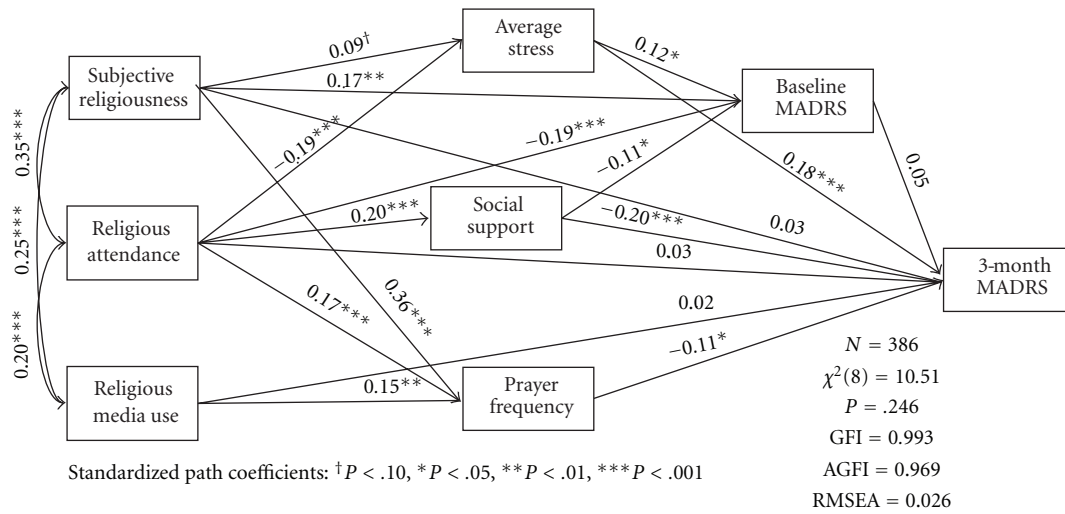 Average
stress
0.09†
0.12*
Subjective
religiousness
0.17**
Baseline
MADRS
0.35***
−0.19***
−0.19***
−0.11*
0.18***
0.05
0.25***
Religious
attendance
0.20***
Social
support
−0.20***
0.03
0.03
3-month
MADRS
0.20***
0.17***
0.36***
0.02
−0.11*
Religious
media use
0.15**
Prayer
frequency
N = 386
χ²(8) = 10.51
P = .246
GFI = 0.993
AGFI = 0.969
RMSEA = 0.026
Standardized path coefficients: †P < .10, *P < .05, **P < .01, ***P < .001